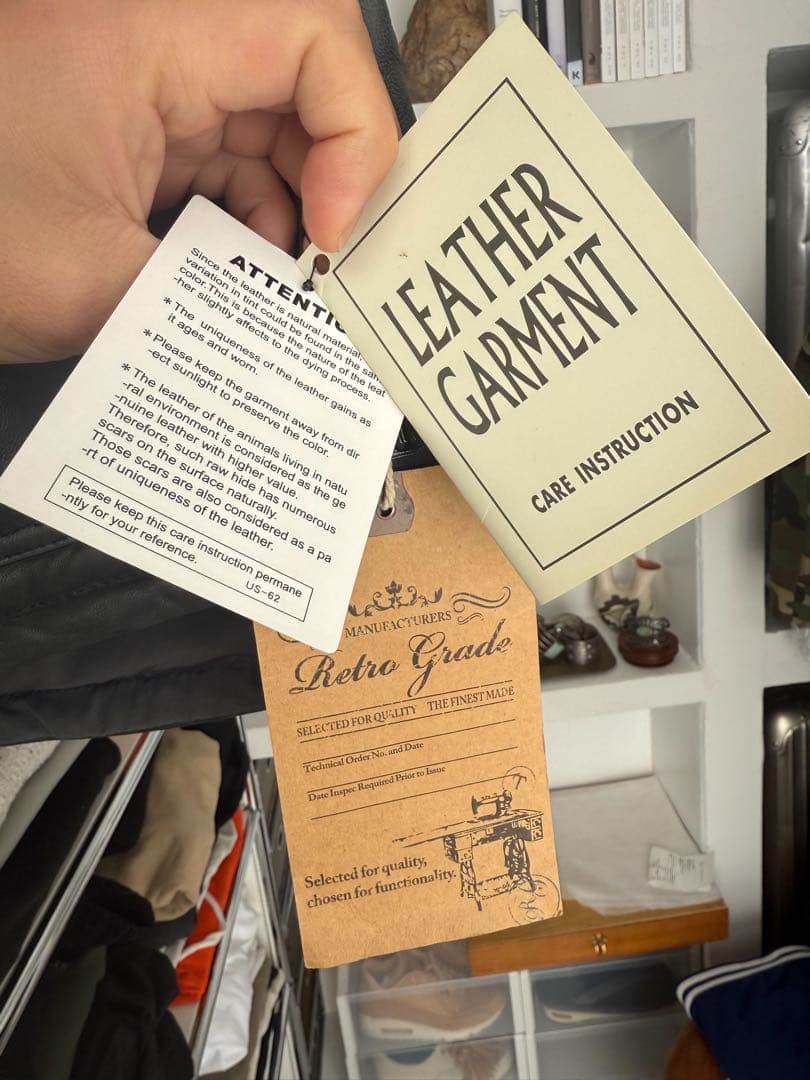 ATTENTI
Since the leather is natural material,
variation in tint could be found in the sam
color.This is because the nature of the leat
-her slightly affects to the dying process.
* The uniqueness of the leather gains as
it ages and worn.
* Please keep the garment away from dir
-ect sunlight to preserve the color.
* The leather of the animals living in natu
-ral environment is considered as the ge
-nuine leather with higher value.
Therefore, such raw hide has numerous
scars on the surface naturally.
Those scars are also considered as a pa
-rt of uniqueness of the leather.
Please keep this care instruction permane
-ntly for your reference.
US-62
LEATHER
GARMENT
CARE INSTRUCTION
MANUFACTURERS
Retro Grade
SELECTED FOR QUALITY THE FINEST MADE
Technical Order No. and Date
Date Inspec Required Prior to Issue
Selected for quality,
chosen for functionality.
K